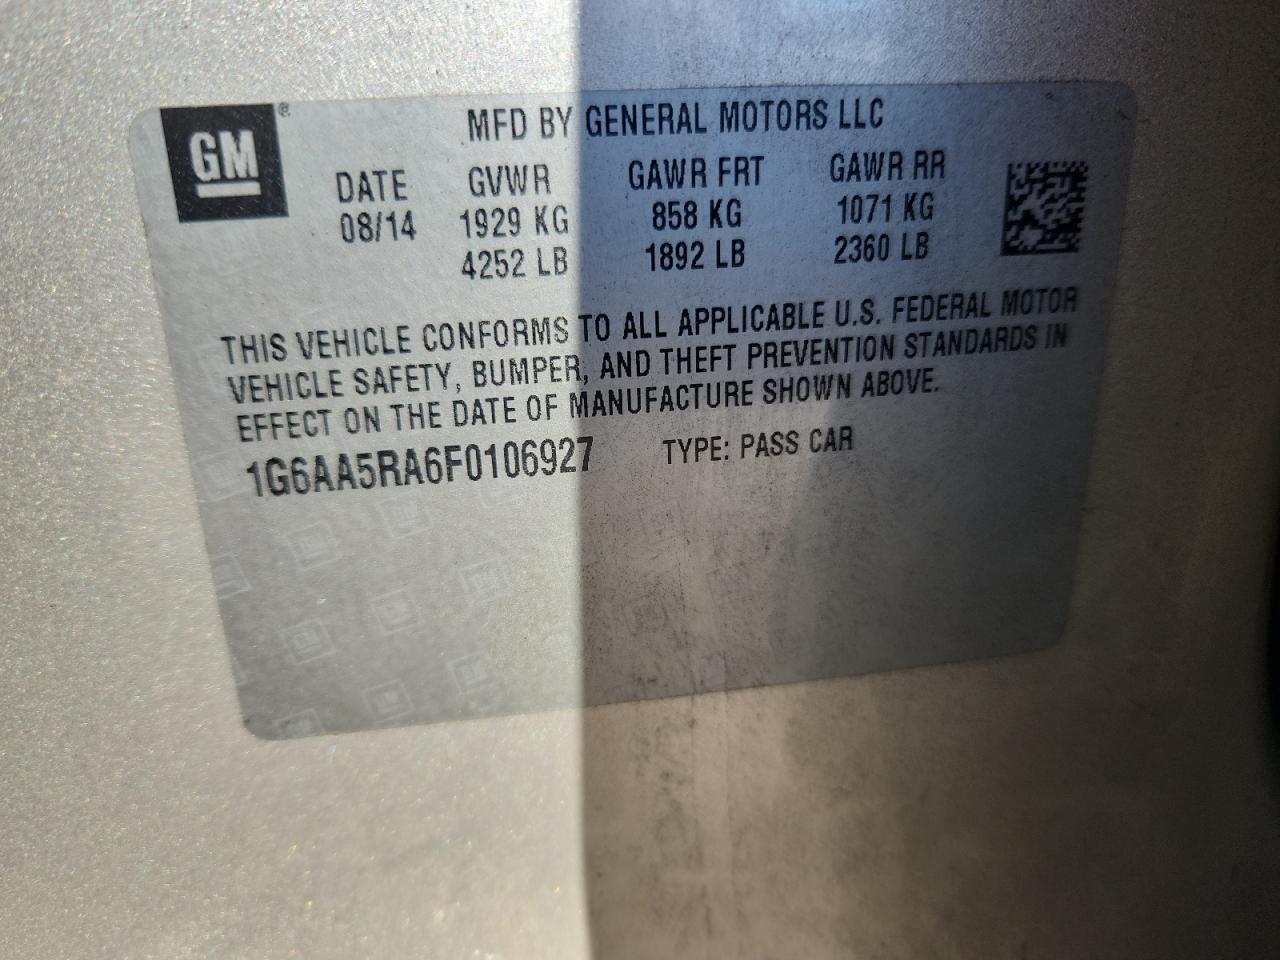 GM ®
MFD BY GENERAL MOTORS LLC
DATE GVWR GAWR FRT GAWR RR
08/14 1929 KG 858 KG 1071 KG
4252 LB 1892 LB 2360 LB
THIS VEHICLE CONFORMS TO ALL APPLICABLE U.S. FEDERAL MOTOR
VEHICLE SAFETY, BUMPER, AND THEFT PREVENTION STANDARDS IN
EFFECT ON THE DATE OF MANUFACTURE SHOWN ABOVE.
1G6AA5RA6F0106927 TYPE: PASS CAR